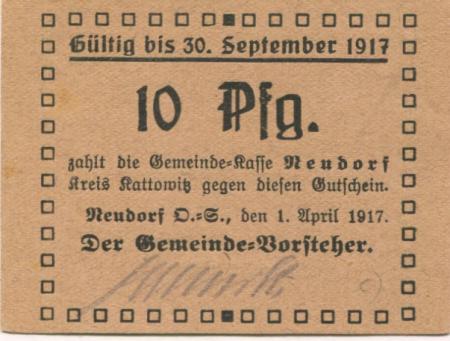 Gültig bis 30. September 1917
10 Pfg.
zahlt die Gemeinde-Kasse Neudorf
Kreis Kattowitz gegen diesen Gutschein.
Neudorf O.-S., den 1. April 1917.
Der Gemeinde-Vorsteher.